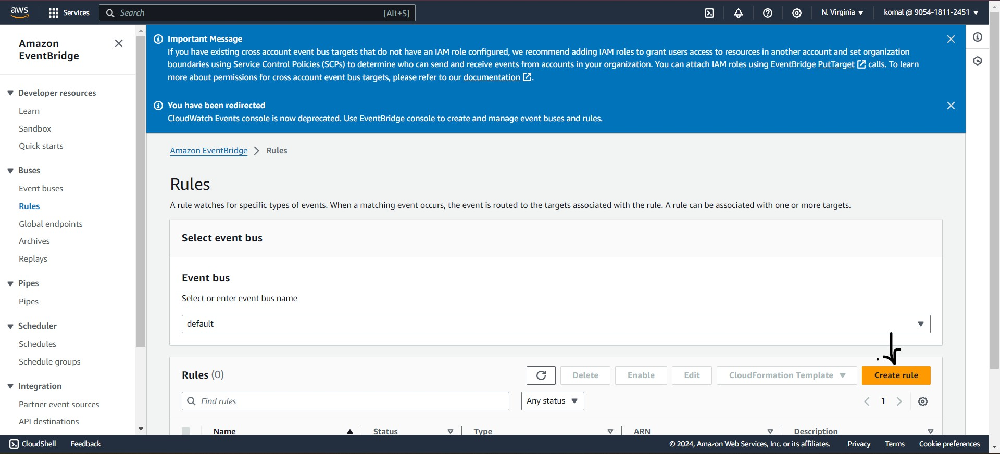 aws
Services
Search
[Alt+S]
N. Virginia
komal @ 9054-1811-2451
Amazon
EventBridge
Developer resources
Learn
Sandbox
Quick starts
Buses
Event buses
Rules
Global endpoints
Archives
Replays
Pipes
Pipes
Scheduler
Schedules
Schedule groups
Integration
Partner event sources
API destinations
Important Message
If you have existing cross account event bus targets that do not have an IAM role configured, we recommend adding IAM roles to grant users access to resources in another account and set organization
boundaries using Service Control Policies (SCPs) to determine who can send and receive events from accounts in your organization. You can attach IAM roles using EventBridge PutTarget calls. To learn
more about permissions for cross account event bus targets, please refer to our documentation .
You have been redirected
CloudWatch Events console is now deprecated. Use EventBridge console to create and manage event buses and rules.
Amazon EventBridge > Rules
Rules
A rule watches for specific types of events. When a matching event occurs, the event is routed to the targets associated with the rule. A rule can be associated with one or more targets.
Select event bus
Event bus
Select or enter event bus name
default
Rules (0)
Delete
Enable
Edit
CloudFormation Template
Create rule
Find rules
Any status
1
Name
Status
Type
ARN
Description
CloudShell
Feedback
© 2024, Amazon Web Services, Inc. or its affiliates.
Privacy
Terms
Cookie preferences